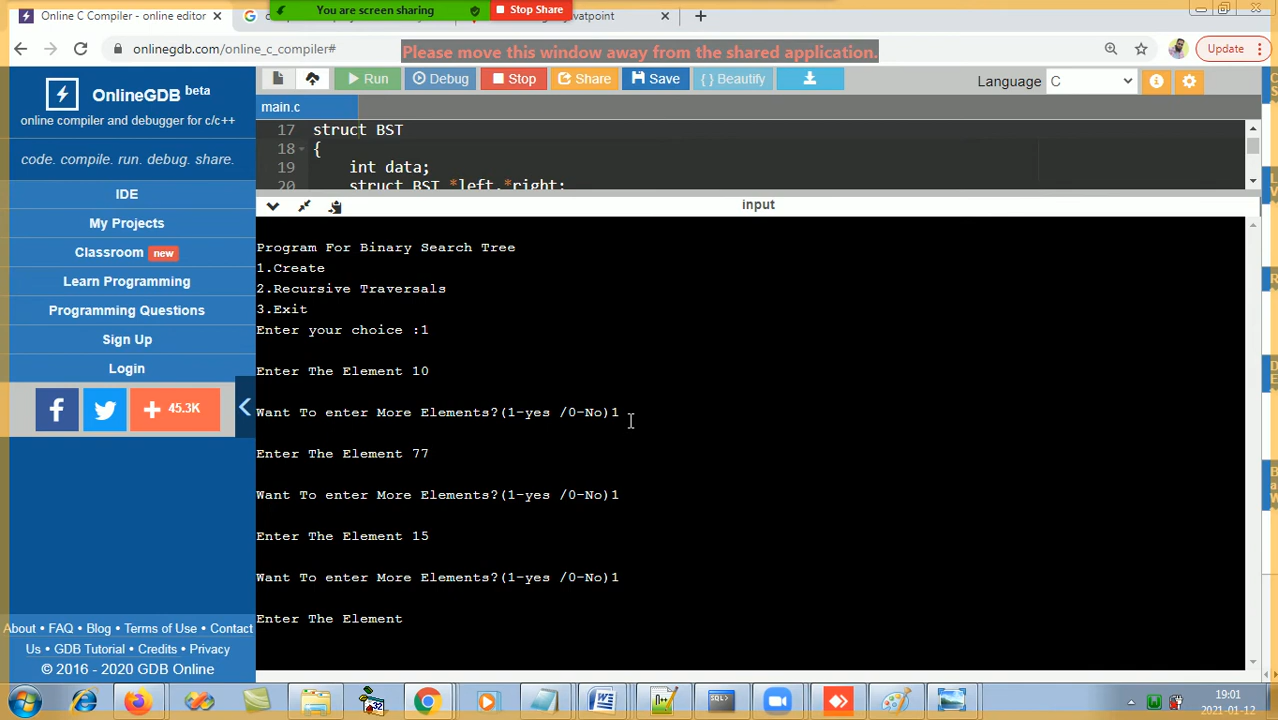 Online C Compiler - online editor
You are screen sharing
Stop Share
vatpoint
onlinegdb.com/online_c_compiler#
Please move this window away from the shared application.
Update
OnlineGDB beta
online compiler and debugger for c/c++
code. compile. run. debug. share.
IDE
My Projects
Classroom new
Learn Programming
Programming Questions
Sign Up
Login
45.3K
About • FAQ • Blog • Terms of Use • Contact
Us • GDB Tutorial • Credits • Privacy
© 2016 - 2020 GDB Online
Run Debug Stop Share Save { } Beautify Language C
main.c
17 struct BST
18 {
19 int data;
20 struct BST *left,*right;
input
Program For Binary Search Tree
1.Create
2.Recursive Traversals
3.Exit
Enter your choice :1
Enter The Element 10
Want To enter More Elements?(1-yes /0-No)1
Enter The Element 77
Want To enter More Elements?(1-yes /0-No)1
Enter The Element 15
Want To enter More Elements?(1-yes /0-No)1
Enter The Element
19:01
2021-01-12